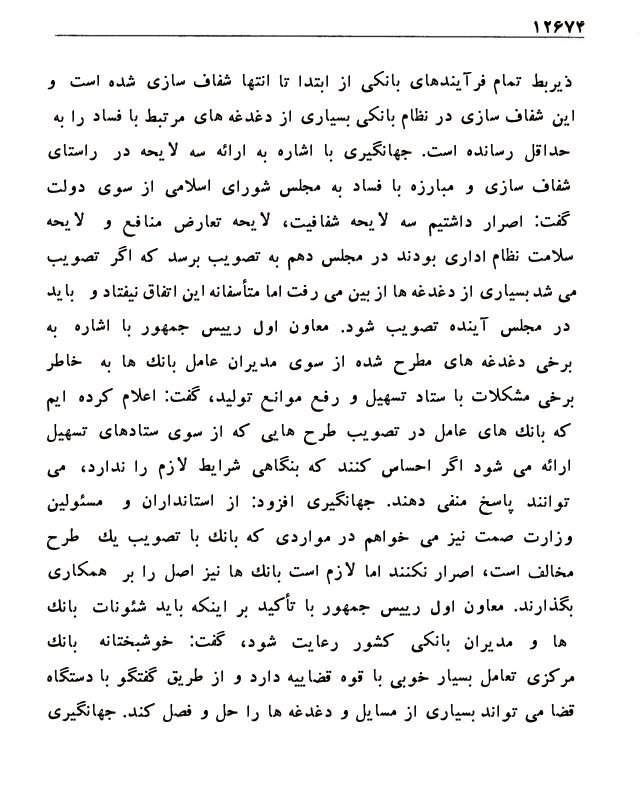 ۱۲۶۷۴
ذیربط تمام فرآیندهای بانکی از ابتدا تا انتها شفاف سازی شده است و
این شفاف سازی در نظام بانکی بسیاری از دغدغه های مرتبط با فساد را به
حداقل رسانده است. جهانگیری با اشاره به ارائه سه لایحه در راستای
شفاف سازی و مبارزه با فساد به مجلس شورای اسلامی از سوی دولت
گفت: اصرار داشتیم سه لایحه شفافیت، لایحه تعارض منافع و لایحه
سلامت نظام اداری بودند در مجلس دهم به تصویب برسد که اگر تصویب
می شد بسیاری از دغدغه ها از بین می رفت اما متأسفانه این اتفاق نیفتاد و باید
در مجلس آینده تصویب شود. معاون اول رییس جمهور با اشاره به
برخی دغدغه های مطرح شده از سوی مدیران عامل بانك ها به خاطر
برخی مشکلات با ستاد تسهیل و رفع موانع تولید، گفت: اعلام کرده ایم
که بانك های عامل در تصویب طرح هایی که از سوی ستادهای تسهیل
ارائه می شود اگر احساس کنند که بنگاهی شرایط لازم را ندارد، می
توانند پاسخ منفی دهند. جهانگیری افزود: از استانداران و مسئولین
وزارت صمت نیز می خواهم در مواردی که بانك با تصویب یك طرح
مخالف است، اصرار نکنند اما لازم است بانك ها نیز اصل را بر همکاری
بگذارند. معاون اول رییس جمهور با تأکید بر اینکه باید شئونات بانك
ها و مدیران بانکی کشور رعایت شود، گفت: خوشبختانه بانك
مرکزی تعامل بسیار خوبی با قوه قضاییه دارد و از طریق گفتگو با دستگاه
قضا می تواند بسیاری از مسایل و دغدغه ها را حل و فصل کند. جهانگیری